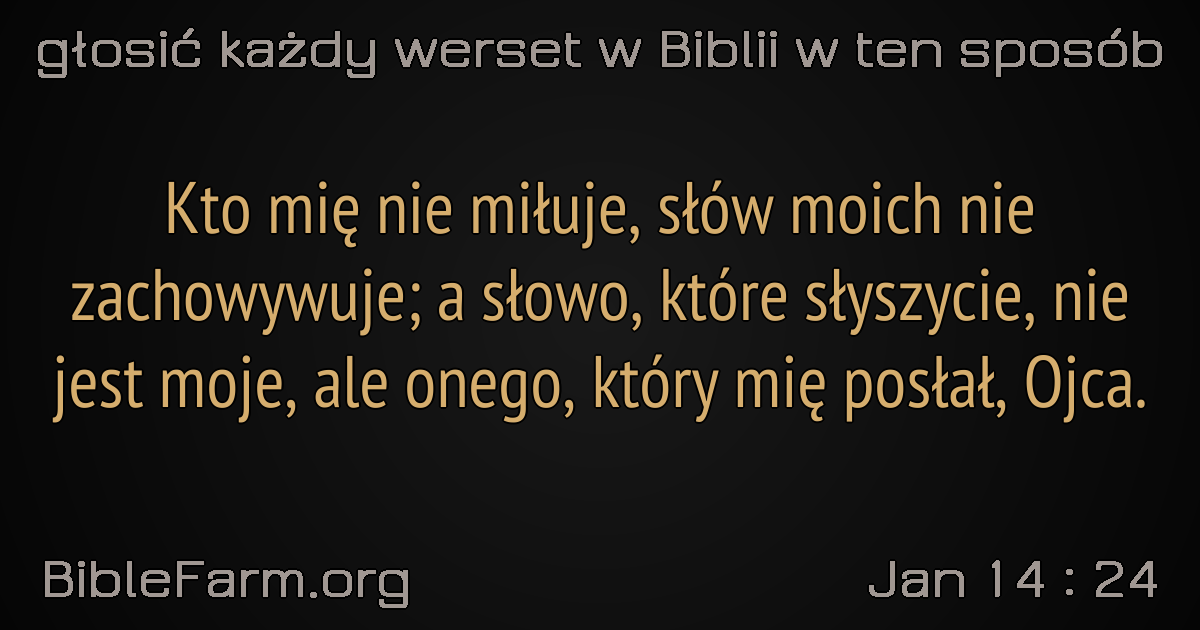 głosić każdy werset w Biblii w ten sposób
Kto mię nie miłuje, słów moich nie
zachowywuje; a słowo, które słyszycie, nie
jest moje, ale onego, który mię posłał, Ojca.
BibleFarm.org
Jan 14 : 24